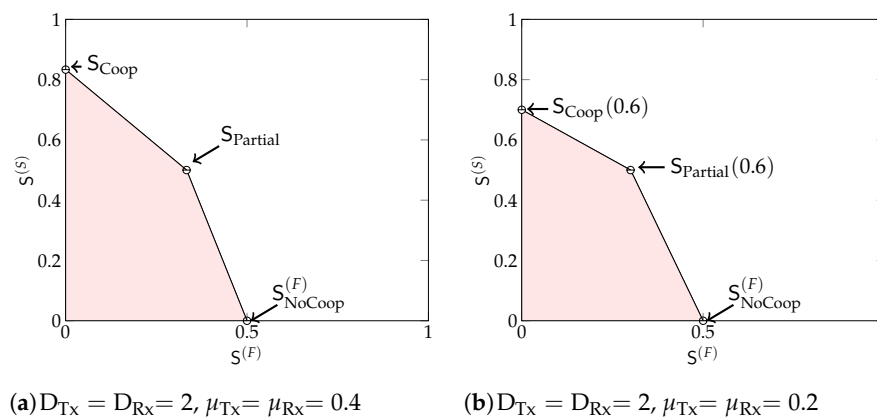 1
0.8
0.6
0.4
0.2
0
S^(S)
S_Coop
S_Partial
S_NoCoop^(F)
0
0.5
1
S^(F)
(a) D_Tx = D_Rx= 2, μ_Tx= μ_Rx= 0.4
1
0.8
0.6
0.4
0.2
0
S^(S)
S_Coop(0.6)
S_Partial(0.6)
S_NoCoop^(F)
0
0.5
S^(F)
(b) D_Tx = D_Rx= 2, μ_Tx= μ_Rx= 0.2